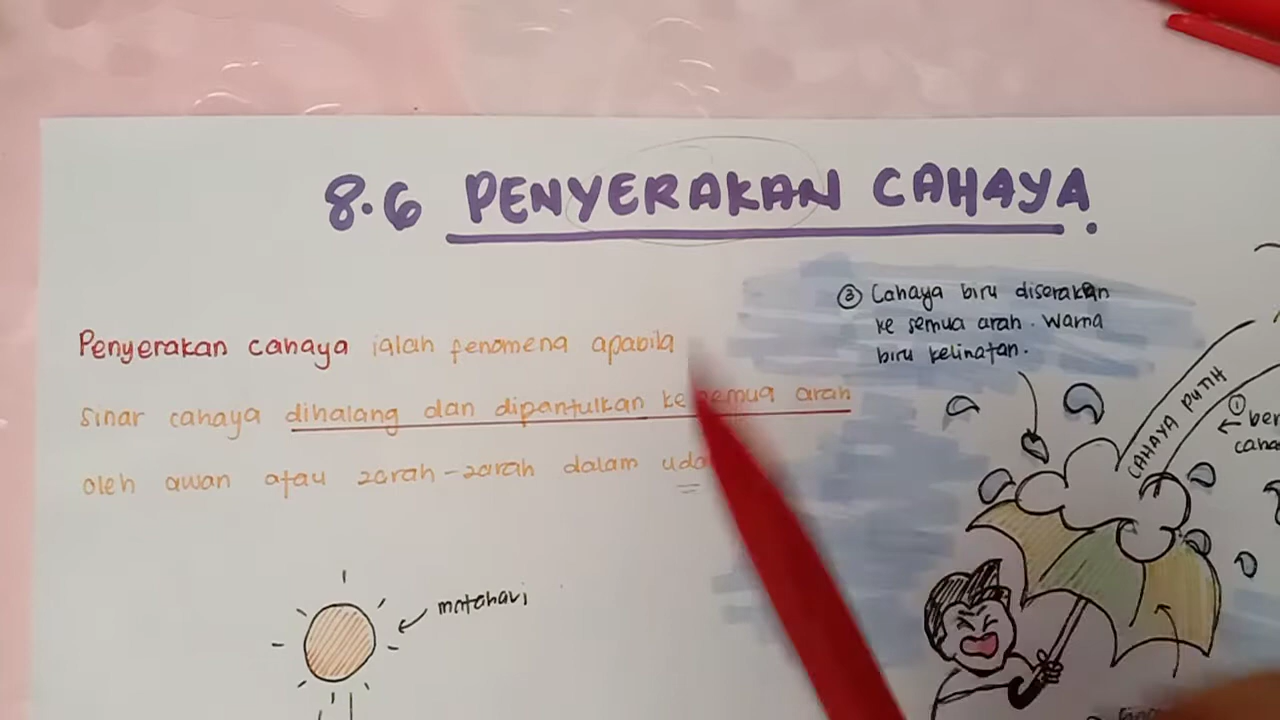 8.6 PENYERAKAN CAHAYA.
Penyerakan cahaya ialah fenomena apabila
sinar cahaya dihalang dan dipantulkan ke semua arah
oleh awan atau zarah-zarah dalam
matahari
③ Cahaya biru diserakan
ke semua arah. Warna
biru kelihatan.
CAHAYA PUTIH
①